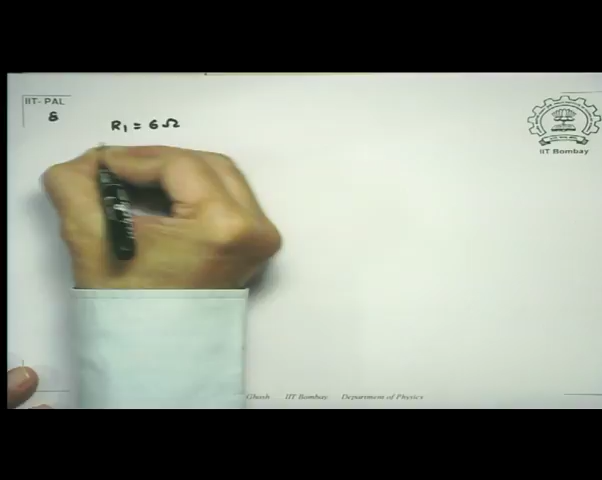 IIT- PAL
8
R₁ = 6 Ω
IIT Bombay
Ghosh IIT Bombay Department of Physics